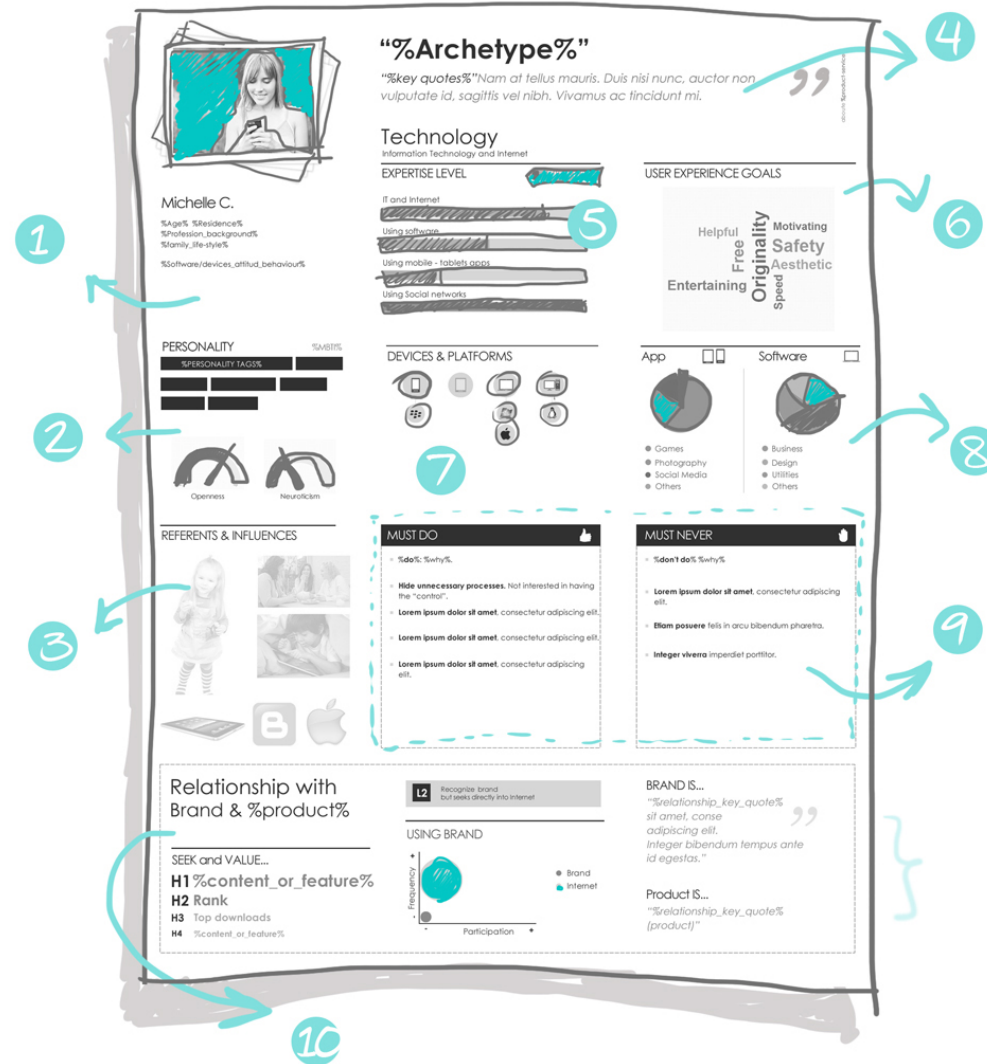 "%Archetype%"
"%key quotes%"Nam at tellus mauris. Duis nisi nunc, auctor non
vulputate id, sagittis vel nibh. Vivamus ac tincidunt mi.
4
Technology
Information Technology and Internet
EXPERTISE LEVEL
IT and Internet
Using software
Using mobile - tablets apps
Using Social networks
5
USER EXPERIENCE GOALS
Helpful
Free
Originality
Motivating
Safety
Aesthetic
Entertaining
Speed
6
Michelle C.
%Age% %Residence%
%Profession_background%
%family_life-style%
%Software/devices_attitud_behaviour%
1
PERSONALITY
%MBTI%
%PERSONALITY TAGS%
2
Openness
Neuroticism
DEVICES & PLATFORMS
7
App
Games
Photography
Social Media
Others
Software
Business
Design
Utilities
Others
8
REFERENTS & INFLUENCES
3
MUST DO
%do%: %why%.
Hide unnecessary processes. Not interested in having
the "control".
Lorem ipsum dolor sit amet, consectetur adipiscing elit.
Lorem ipsum dolor sit amet, consectetur adipiscing elit.
Lorem ipsum dolor sit amet, consectetur adipiscing
elit.
MUST NEVER
%don't do% %why%
Lorem ipsum dolor sit amet, consectetur adipiscing
elit.
Etiam posuere felis in arcu bibendum pharetra.
Integer viverra imperdiet porttitor.
9
Relationship with
Brand & %product%
SEEK and VALUE...
H1 %content_or_feature%
H2 Rank
H3 Top downloads
H4 %content_or_feature%
10
L2
Recognize brand
but seeks directly into Internet
USING BRAND
+
Frequency
-
- Participation +
Brand
Internet
BRAND IS...
"%relationship_key_quote%
sit amet, conse
adipiscing elit.
Integer bibendum tempus ante
id egestas."
Product IS...
"%relationship_key_quote%
(product)"